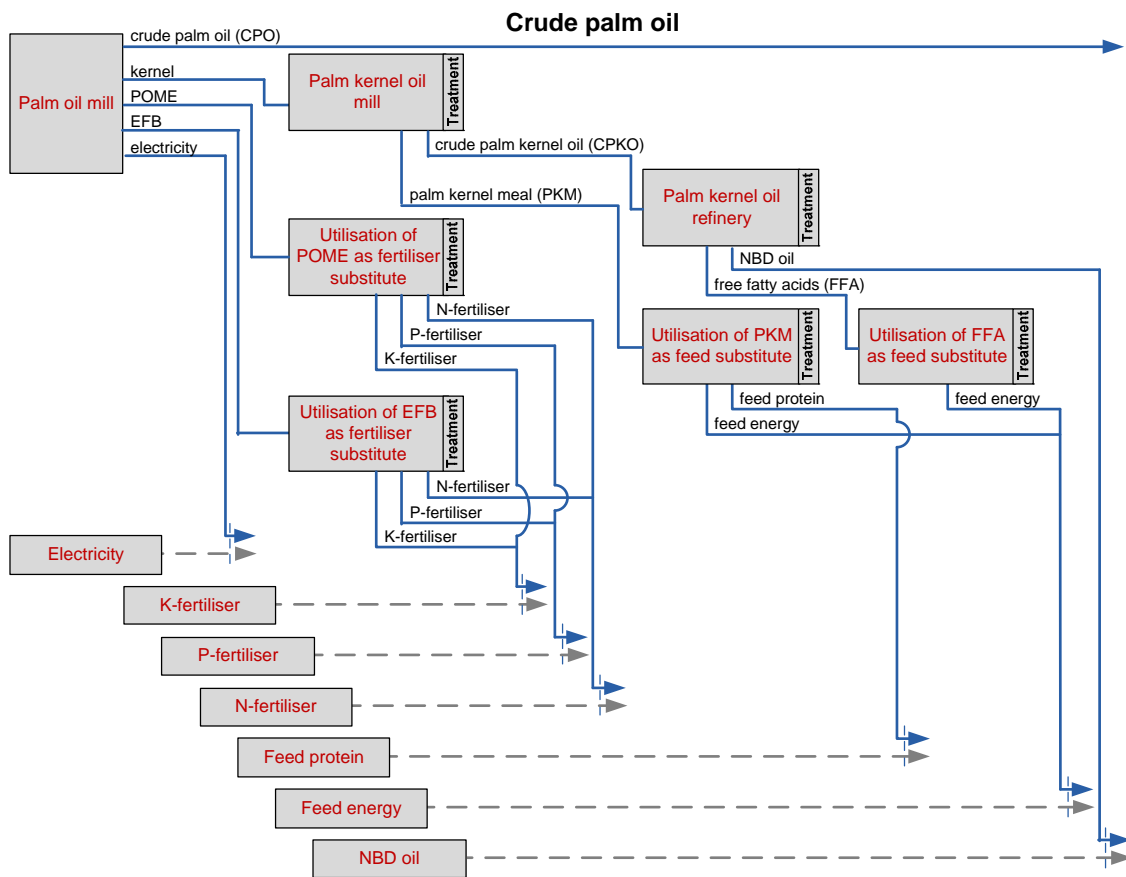 Crude palm oil
crude palm oil (CPO)
Palm oil mill
kernel
POME
EFB
electricity
Palm kernel oil
mill
Treatment
crude palm kernel oil (CPKO)
palm kernel meal (PKM)
Palm kernel oil
refinery
Treatment
NBD oil
free fatty acids (FFA)
Utilisation of
POME as fertiliser
substitute
Treatment
N-fertiliser
P-fertiliser
K-fertiliser
Utilisation of PKM
as feed substitute
Treatment
Utilisation of FFA
as feed substitute
Treatment
feed protein
feed energy
feed energy
Utilisation of EFB
as fertiliser
substitute
Treatment
N-fertiliser
P-fertiliser
K-fertiliser
Electricity
K-fertiliser
P-fertiliser
N-fertiliser
Feed protein
Feed energy
NBD oil